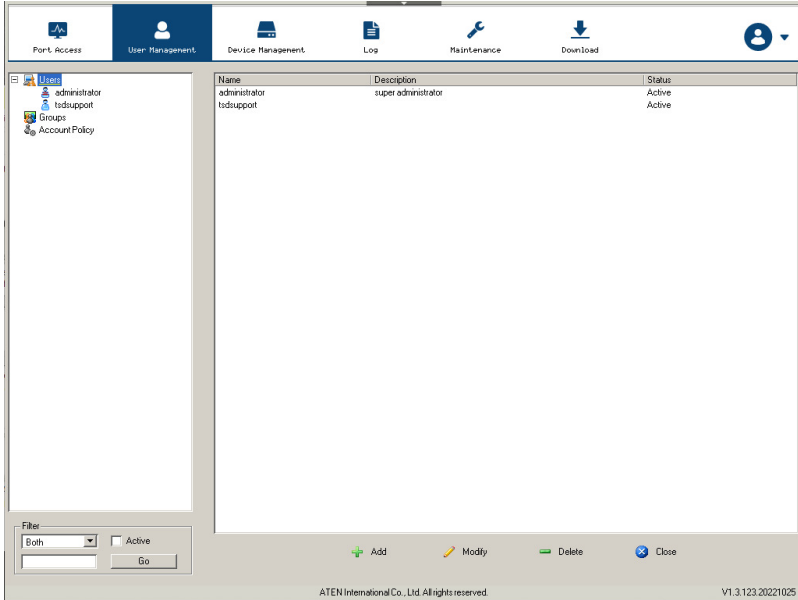 Port Access User Management Device Management Log Maintenance Download
Users
administrator
tsdsupport
Groups
Account Policy
Name Description Status
administrator super administrator Active
tsdsupport Active
Filter
Both Active
Go
Add Modify Delete Close
ATEN International Co., Ltd. All rights reserved. V1.3.123.20221025